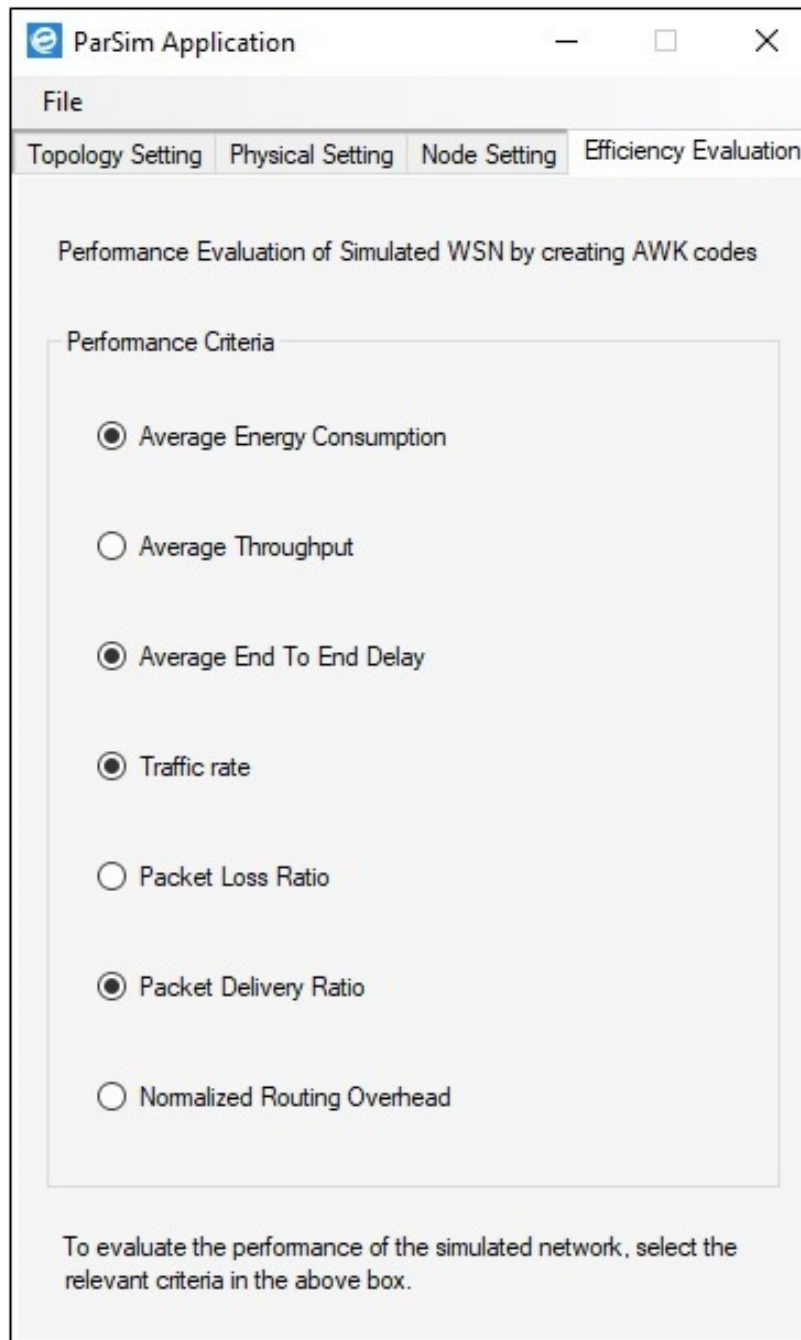 ParSim Application
File
Topology Setting Physical Setting Node Setting Efficiency Evaluation
Performance Evaluation of Simulated WSN by creating AWK codes
Performance Criteria
Average Energy Consumption
Average Throughput
Average End To End Delay
Traffic rate
Packet Loss Ratio
Packet Delivery Ratio
Normalized Routing Overhead
To evaluate the performance of the simulated network, select the
relevant criteria in the above box.